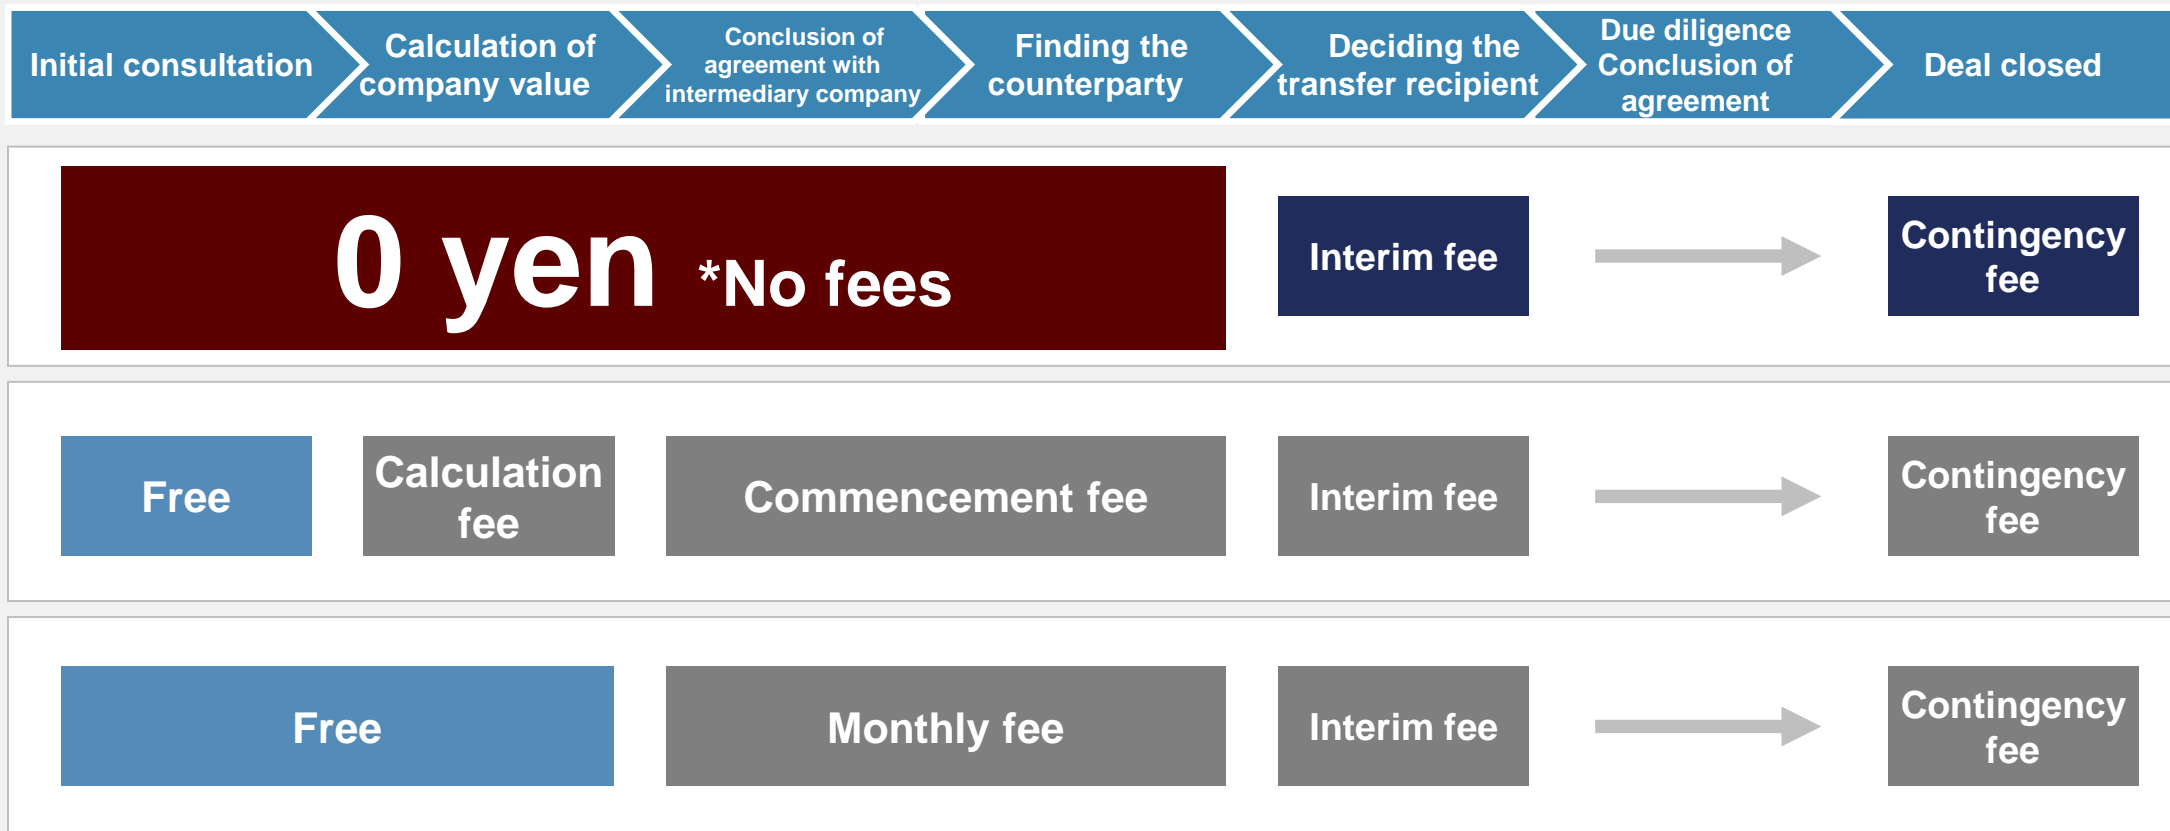 Initial consultation
Calculation of
company value
Conclusion of
agreement with
intermediary company
Finding the
counterparty
Deciding the
transfer recipient
Due diligence
Conclusion of
agreement
Deal closed
0 yen *No fees
Interim fee
Contingency
fee
Free
Calculation
fee
Commencement fee
Interim fee
Contingency
fee
Free
Monthly fee
Interim fee
Contingency
fee